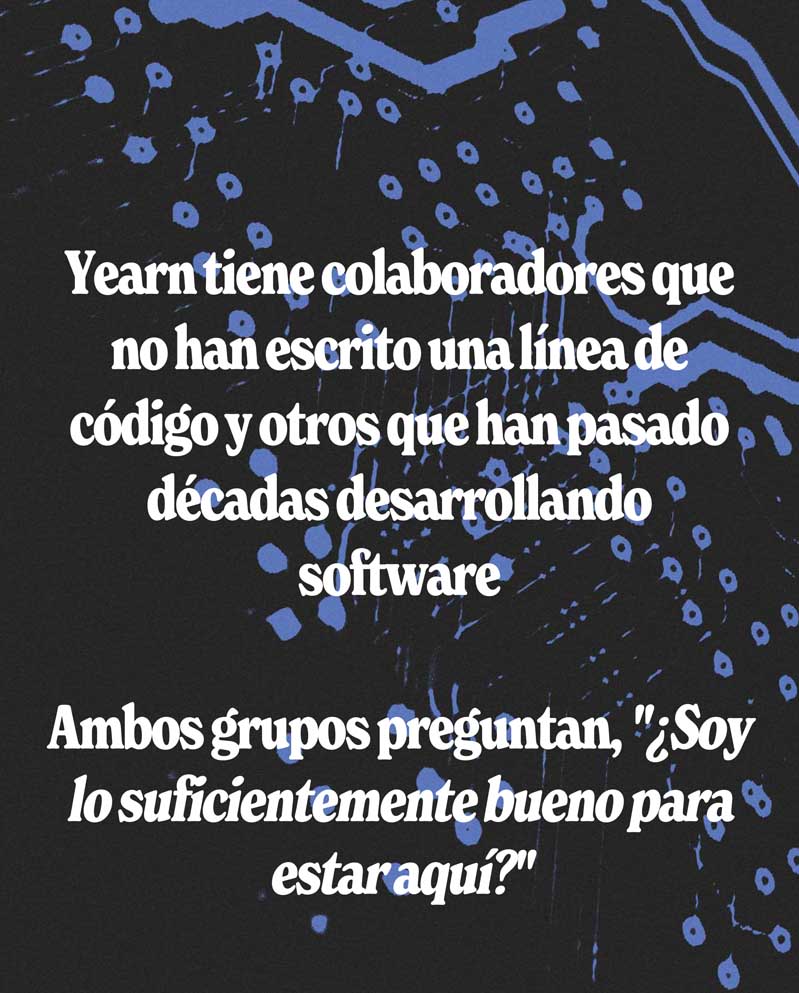 Yearn tiene colaboradores que
no han escrito una línea de
código y otros que han pasado
décadas desarrollando
software
Ambos grupos preguntan, "¿Soy
lo suficientemente bueno para
estar aquí?"